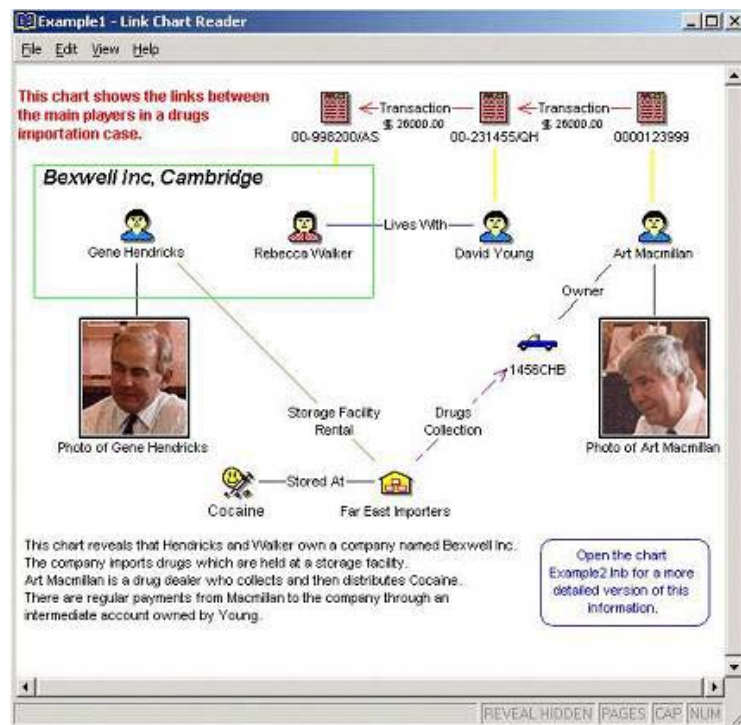 Example1 - Link Chart Reader
File Edit View Help
This chart shows the links between
the main players in a drugs
importation case.
Transaction
$ 26000.00
Transaction
$ 26000.00
00-998200/AS
00-231455/QH
0000123999
Bexwell Inc, Cambridge
Gene Hendricks
Rebecca Walker
Lives With
David Young
Art Macmillan
Owner
1458CHB
Photo of Gene Hendricks
Storage Facility
Rental
Drugs
Collection
Photo of Art Macmillan
Stored At
Cocaine
Far East Importers
This chart reveals that Hendricks and Walker own a company named Bexwell Inc.
The company imports drugs which are held at a storage facility.
Art Macmillan is a drug dealer who collects and then distributes Cocaine.
There are regular payments from Macmillan to the company through an
intermediate account owned by Young.
Open the chart
Example2.lnb for a more
detailed version of this
information.
REVEAL HIDDEN PAGES CAP NUM